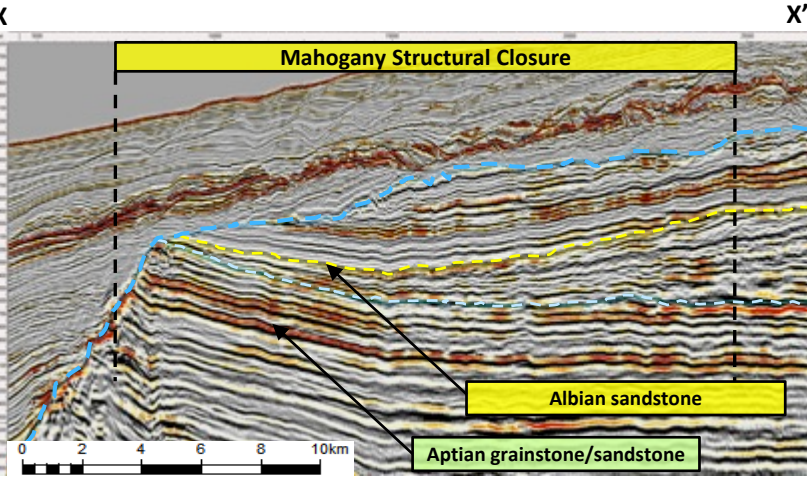 X X'
Mahogany Structural Closure
Albian sandstone
Aptian grainstone/sandstone
0 2 4 6 8 10km